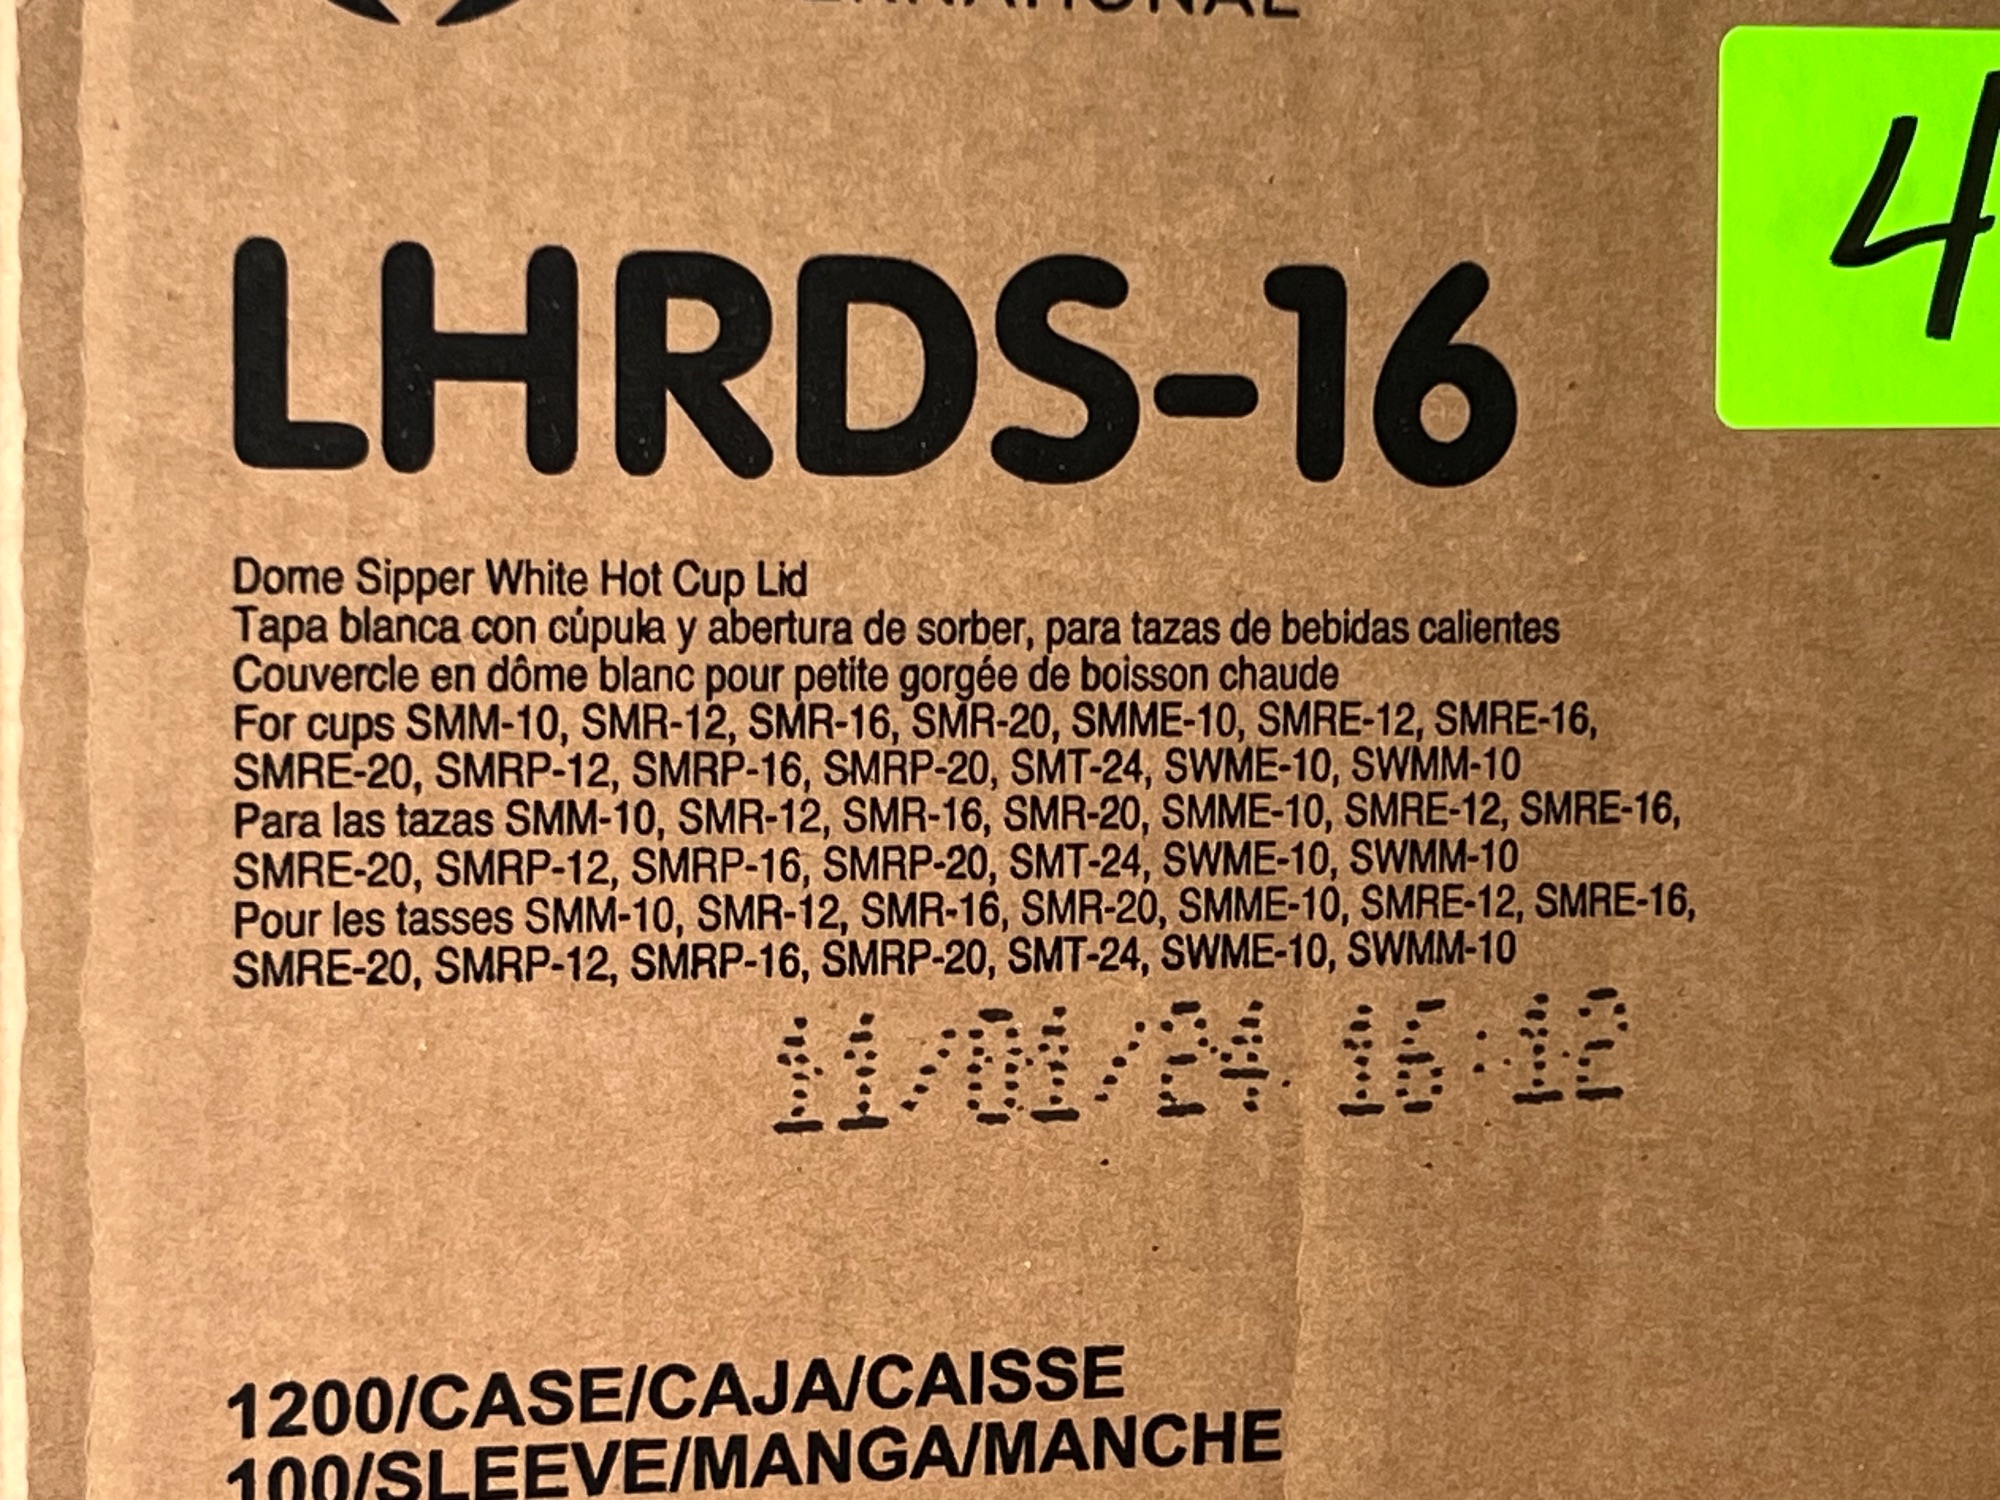 ERNATIONAL
4
LHRDS-16
Dome Sipper White Hot Cup Lid
Tapa blanca con cúpula y abertura de sorber, para tazas de bebidas calientes
Couvercle en dôme blanc pour petite gorgée de boisson chaude
For cups SMM-10, SMR-12, SMR-16, SMR-20, SMME-10, SMRE-12, SMRE-16,
SMRE-20, SMRP-12, SMRP-16, SMRP-20, SMT-24, SWME-10, SWMM-10
Para las tazas SMM-10, SMR-12, SMR-16, SMR-20, SMME-10, SMRE-12, SMRE-16,
SMRE-20, SMRP-12, SMRP-16, SMRP-20, SMT-24, SWME-10, SWMM-10
Pour les tasses SMM-10, SMR-12, SMR-16, SMR-20, SMME-10, SMRE-12, SMRE-16,
SMRE-20, SMRP-12, SMRP-16, SMRP-20, SMT-24, SWME-10, SWMM-10
11/01/24 16:12
1200/CASE/CAJA/CAISSE
100/SLEEVE/MANGA/MANCHE